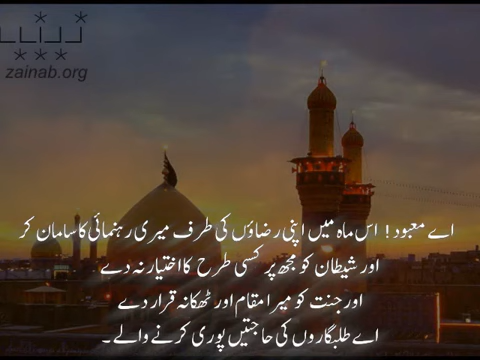 zainab.org
اے معبود! اس ماہ میں اپنی رضاؤں کی طرف میری رہنمائی کا سامان کر
اور شیطان کو مجھ پر کسی طرح کا اختیار نہ دے
اور جنت کو میرا مقام اور ٹھکانہ قرار دے
اے طلبگاروں کی حاجتیں پوری کرنے والے ۔